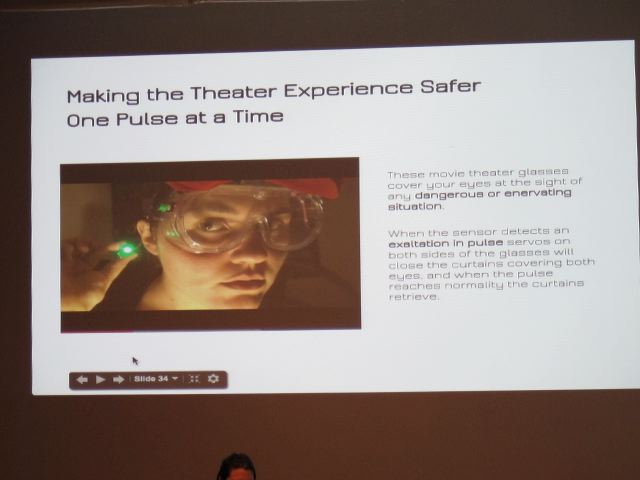 Making the Theater Experience Safer
One Pulse at a Time
These movie theater glasses
cover your eyes at the sight of
any dangerous or enervating
situation.
When the sensor detects an
exaltation in pulse servos on
both sides of the glasses will
close the curtains covering both
eyes, and when the pulse
reaches normality the curtains
retrieve.
Slide 34